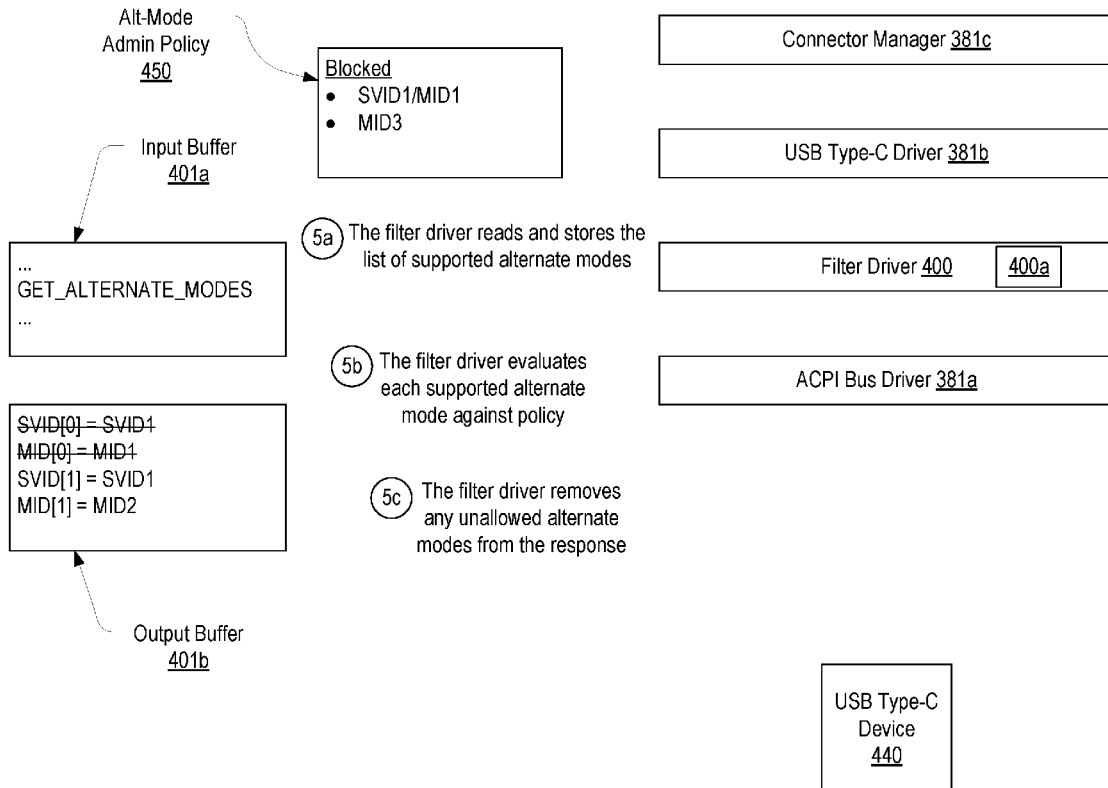 Alt-Mode
Admin Policy
450
Blocked
• SVID1/MID1
• MID3
Input Buffer
401a
...
GET_ALTERNATE_MODES
...
SVID[0] = SVID1
MID[0] = MID1
SVID[1] = SVID1
MID[1] = MID2
Output Buffer
401b
5a The filter driver reads and stores the
list of supported alternate modes
5b The filter driver evaluates
each supported alternate
mode against policy
5c The filter driver removes
any unallowed alternate
modes from the response
Connector Manager 381c
USB Type-C Driver 381b
Filter Driver 400 400a
ACPI Bus Driver 381a
USB Type-C
Device
440